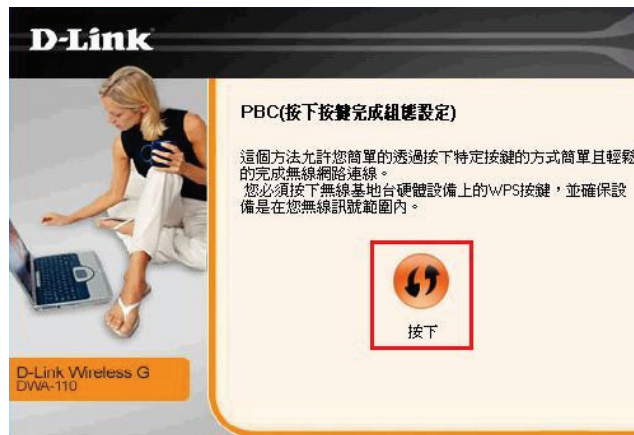 D-Link
PBC(按下按鍵完成組態設定)
這個方法允許您簡單的透過按下特定按鍵的方式簡單且輕鬆
的完成無線網路連線。
您必須按下無線基地台硬體設備上的WPS按鍵，並確保設
備是在您無線訊號範圍內。
按下
D-Link Wireless G
DWA-110